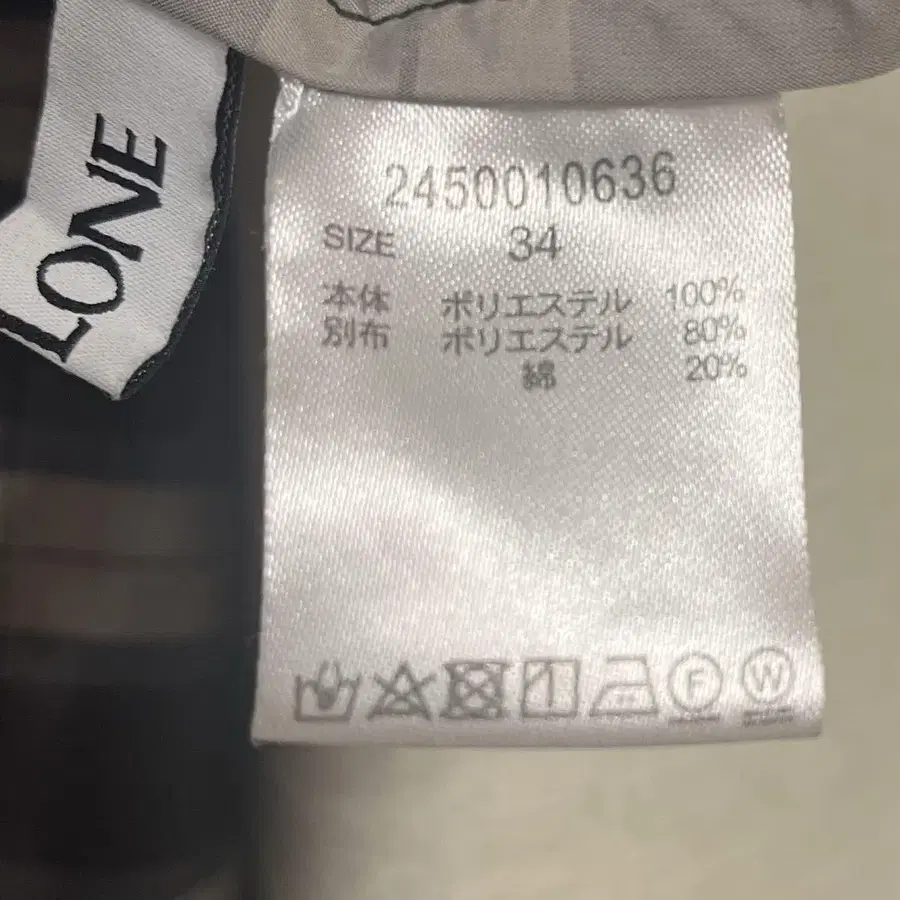 LONE
2450010636
SIZE 34
本体 ポリエステル 100%
別布 ポリエステル 80%
綿 20%
F
W